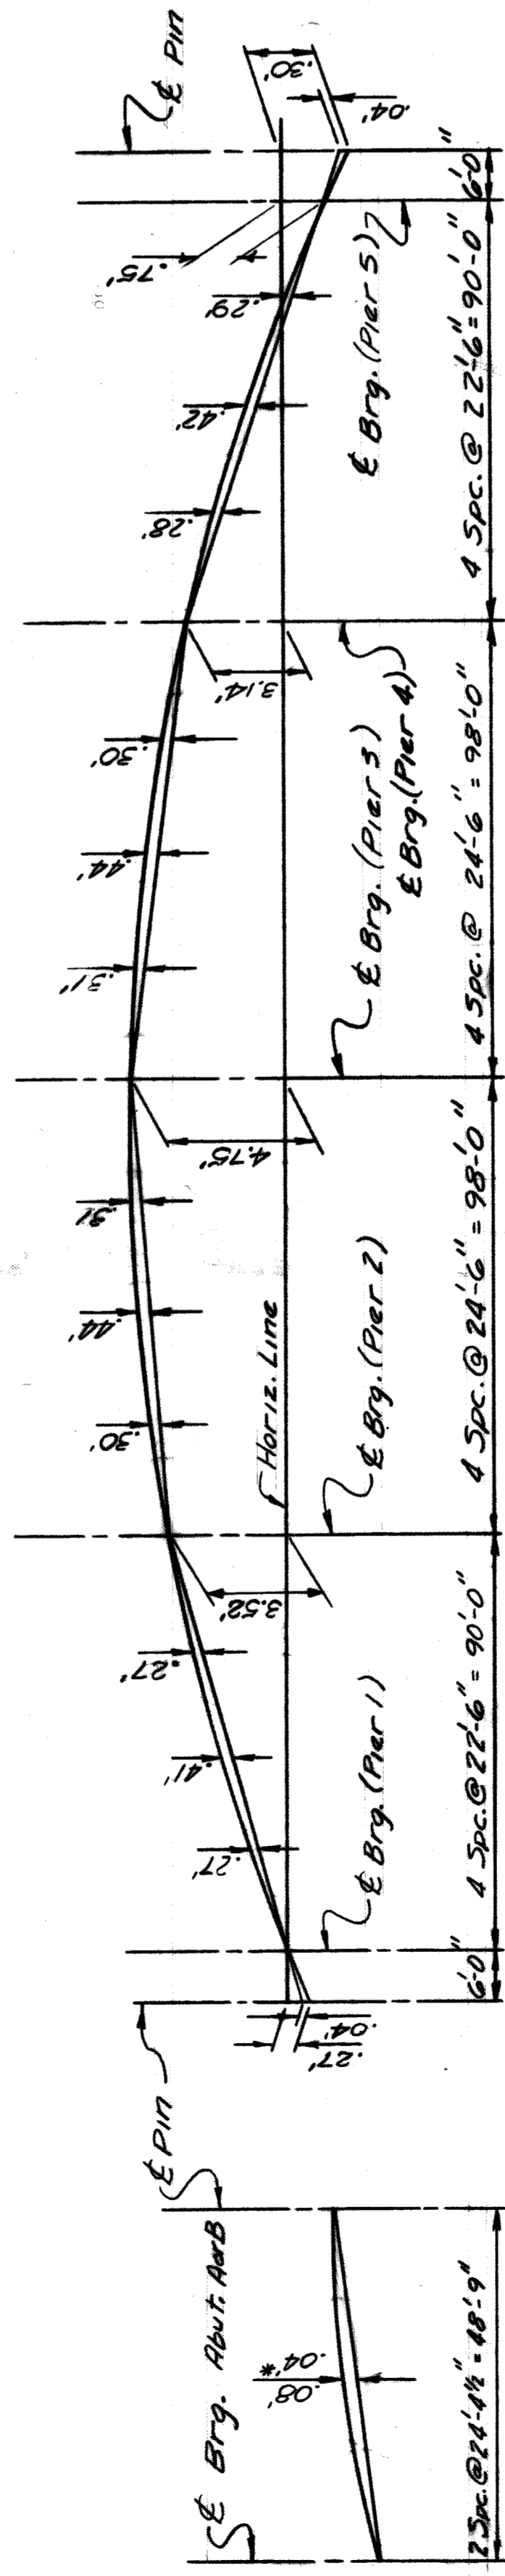 ℄ Brg. Abut. A or B
℄ Pin
.08'
.04'*
2 Spc. @ 24'-4½" = 48'-9"
℄ Pin
.27'
.04'
6'-0"
.27'
.41'
.27'
℄ Brg. (Pier 1)
4 Spc. @ 22'-6" = 90'-0"
3.52'
Horiz. Line
℄ Brg. (Pier 2)
.30'
.44'
.31
4 Spc. @ 24'-6" = 98'-0"
4.75'
℄ Brg. (Pier 3)
.31'
.44'
.30'
4 Spc. @ 24'-6" = 98'-0"
3.14'
℄ Brg. (Pier 4)
.28'
.42'
.29'
4 Spc. @ 22'-6" = 90'-0"
.75'
℄ Brg. (Pier 5)
6'-0"
.30'
.04'
℄ Pin